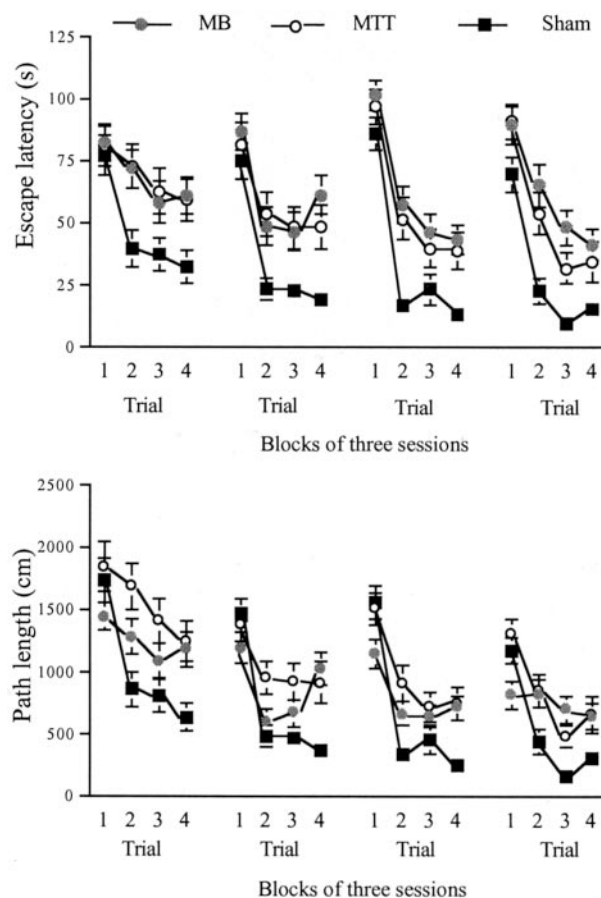 MB MTT Sham
Escape latency (s)
125
100
75
50
25
0
1 2 3 4 1 2 3 4 1 2 3 4 1 2 3 4
Trial Trial Trial Trial
Blocks of three sessions
Path length (cm)
2500
2000
1500
1000
500
0
1 2 3 4 1 2 3 4 1 2 3 4 1 2 3 4
Trial Trial Trial Trial
Blocks of three sessions